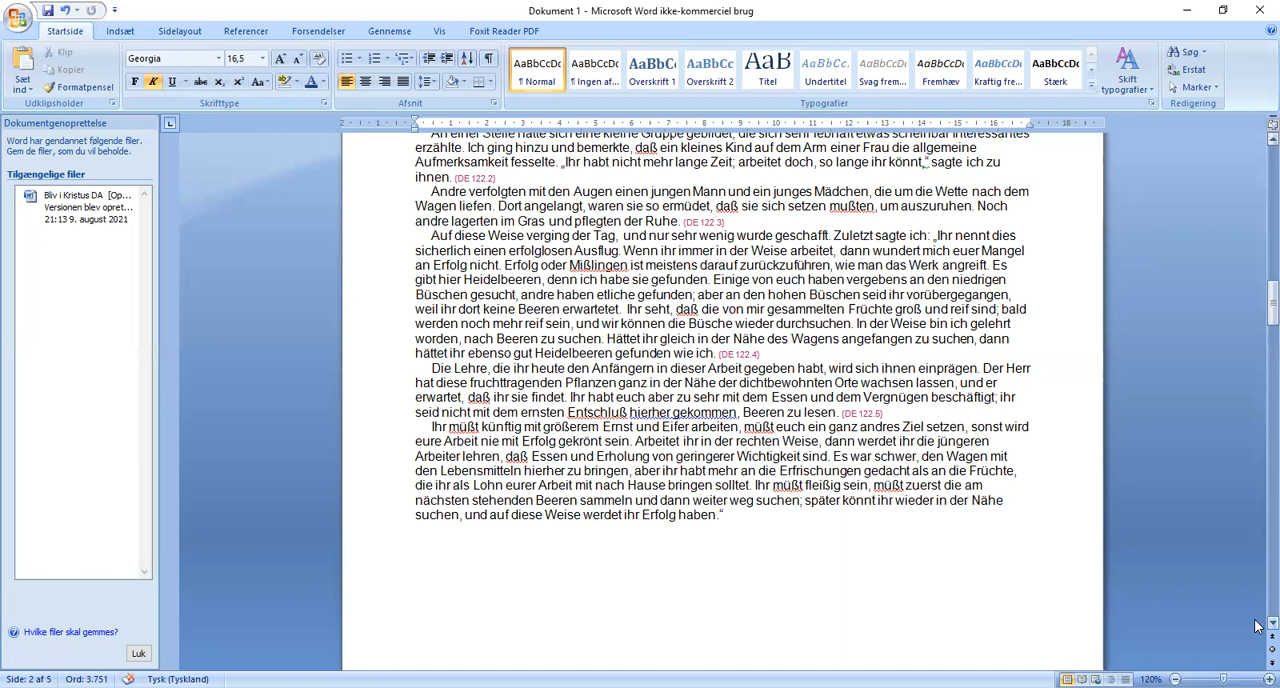 Dokument 1 - Microsoft Word ikke-kommerciel brug
Startside Indsæt Sidelayout Referencer Forsendelser Gennemse Vis Foxit Reader PDF
Sæt ind
Klip
Kopier
Formatpensel
Udklipsholder
Georgia 16,5
Skrifttype
Afsnit
AaBbCcDc AaBbCcDc AaBbCc AaBbCc AaB AaBbCc. AaBbCcDc AaBbCcDc AaBbCcDc AaBbCcDc
¶ Normal ¶ Ingen af... Overskrift 1 Overskrift 2 Titel Undertitel Svag frem... Fremhæv Kraftig fre... Stærk
Typografier
Skift typografier
Søg
Erstat
Marker
Redigering
Dokumentgenoprettelse
Word har gendannet følgende filer. Gem de filer, som du vil beholde.
Tilgængelige filer
Bliv i Kristus DA [Op...
Versionen blev opret...
21:13 9. august 2021
Hvilke filer skal gemmes?
Luk
An einer Stelle hatte sich eine kleine Gruppe gebildet, die sich sehr lebhaft etwas scheinbar Interessantes
erzählte. Ich ging hinzu und bemerkte, daß ein kleines Kind auf dem Arm einer Frau die allgemeine
Aufmerksamkeit fesselte. „Ihr habt nicht mehr lange Zeit; arbeitet doch, so lange ihr könnt,“ sagte ich zu
ihnen. {DE 122.2}
Andre verfolgen mit den Augen einen jungen Mann und ein junges Mädchen, die um die Wette nach dem
Wagen liefen. Dort angelangt, waren sie so ermüdet, daß sie sich setzen mußten, um auszuruhen. Noch
andre lagerten im Gras und pflegten der Ruhe. {DE 122.3}
Auf diese Weise verging der Tag, und nur sehr wenig wurde geschafft. Zuletzt sagte ich: „Ihr nennt dies
sicherlich einen erfolglosen Ausflug. Wenn ihr immer in der Weise arbeitet, dann wundert mich euer Mangel
an Erfolg nicht. Erfolg oder Mißlingen ist meistens darauf zurückzuführen, wie man das Werk angreift. Es
gibt hier Heidelbeeren, denn ich habe sie gefunden. Einige von euch haben vergebens an den niedrigen
Büschen gesucht, andre haben etliche gefunden; aber an den hohen Büschen seid ihr vorübergegangen,
weil ihr dort keine Beeren erwartetet. Ihr seht, daß die von mir gesammelten Früchte groß und reif sind; bald
werden noch mehr reif sein, und wir können die Büsche wieder durchsuchen. In der Weise bin ich gelehrt
worden, nach Beeren zu suchen. Hättet ihr gleich in der Nähe des Wagens angefangen zu suchen, dann
hättet ihr ebenso gut Heidelbeeren gefunden wie ich. {DE 122.4}
Die Lehre, die ihr heute den Anfängern in dieser Arbeit gegeben habt, wird sich ihnen einprägen. Der Herr
hat diese fruchttragenden Pflanzen ganz in der Nähe der dichtbewohnten Orte wachsen lassen, und er
erwartet, daß ihr sie findet. Ihr habt euch aber zu sehr mit dem Essen und dem Vergnügen beschäftigt; ihr
seid nicht mit dem ernsten Entschluß hierher gekommen, Beeren zu lesen. {DE 122.5}
Ihr müßt künftig mit größerem Ernst und Eifer arbeiten, müßt euch ein ganz andres Ziel setzen, sonst wird
eure Arbeit nie mit Erfolg gekrönt sein. Arbeitet ihr in der rechten Weise, dann werdet ihr die jüngeren
Arbeiter lehren, daß Essen und Erholung von geringerer Wichtigkeit sind. Es war schwer, den Wagen mit
den Lebensmitteln hierher zu bringen, aber ihr habt mehr an die Erfrischungen gedacht als an die Früchte,
die ihr als Lohn eurer Arbeit mit nach Hause bringen solltet. Ihr müßt fleißig sein, müßt zuerst die am
nächsten stehenden Beeren sammeln und dann weiter weg suchen; später könnt ihr wieder in der Nähe
suchen, und auf diese Weise werdet ihr Erfolg haben.“
Side: 2 af 5 Ord: 3.751 Tysk (Tyskland) 120%